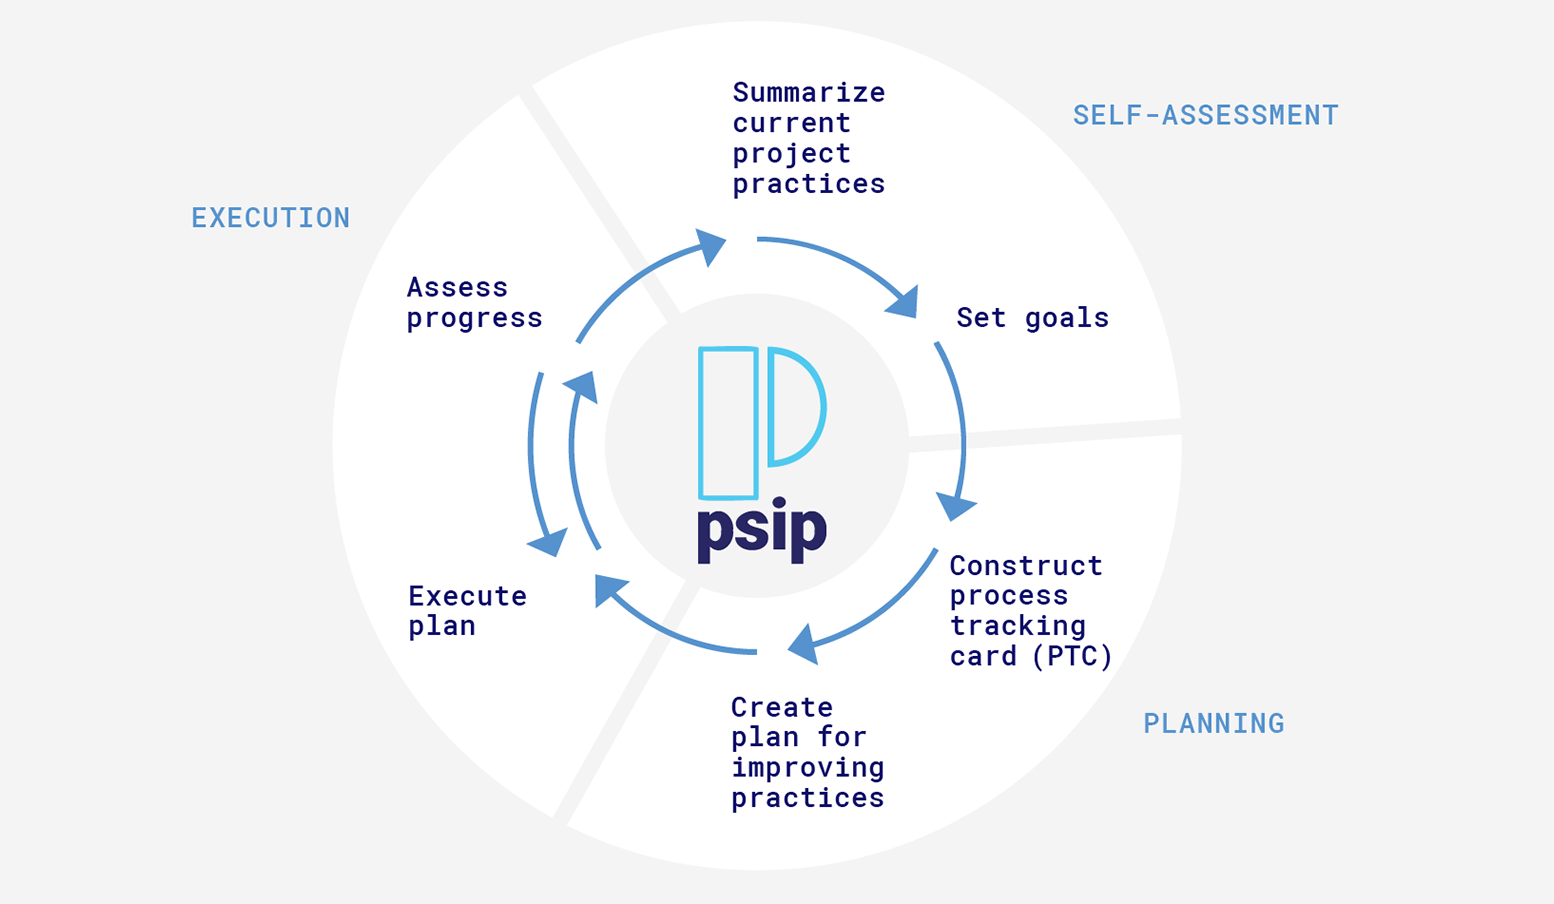 Summarize
current
project
practices
SELF-ASSESSMENT
EXECUTION
Assess
progress
Set goals
psip
Execute
plan
Construct
process
tracking
card (PTC)
Create
plan for
improving
practices
PLANNING